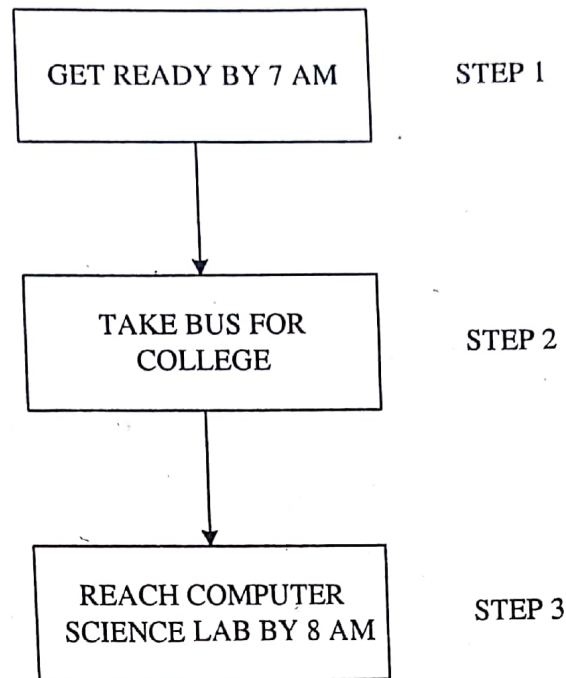 GET READY BY 7 AM
STEP 1
TAKE BUS FOR
COLLEGE
STEP 2
REACH COMPUTER
SCIENCE LAB BY 8 AM
STEP 3